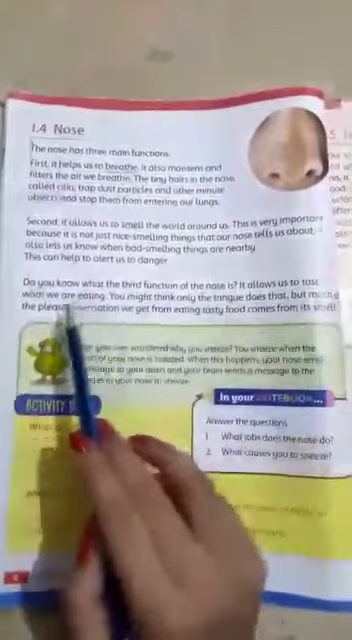 1.4 Nose
The nose has three main functions.
First, it helps us to breathe. It also moistens and
filters the air we breathe. The tiny hairs in the nose,
called cilia, trap dust particles and other minute
objects and stop them from entering our lungs.
Second, it allows us to smell the world around us. This is very important
because it is not just nice-smelling things that our nose tells us about; it
also lets us know when bad-smelling things are nearby.
This can help to alert us to danger.
Do you know what the third function of the nose is? It allows us to taste
what we are eating. You might think only the tongue does that, but much of
the pleasant sensation we get from eating tasty food comes from its smell.
you ever wondered why you sneeze? You sneeze when the
of your nose is irritated. When this happens, your nose sends
message to your brain and your brain sends a message to the
in your nose to sneeze.
ACTIVITY
In your NOTEBOOK...
Answer the questions.
1. What jobs does the nose do?
2. What causes you to sneeze?